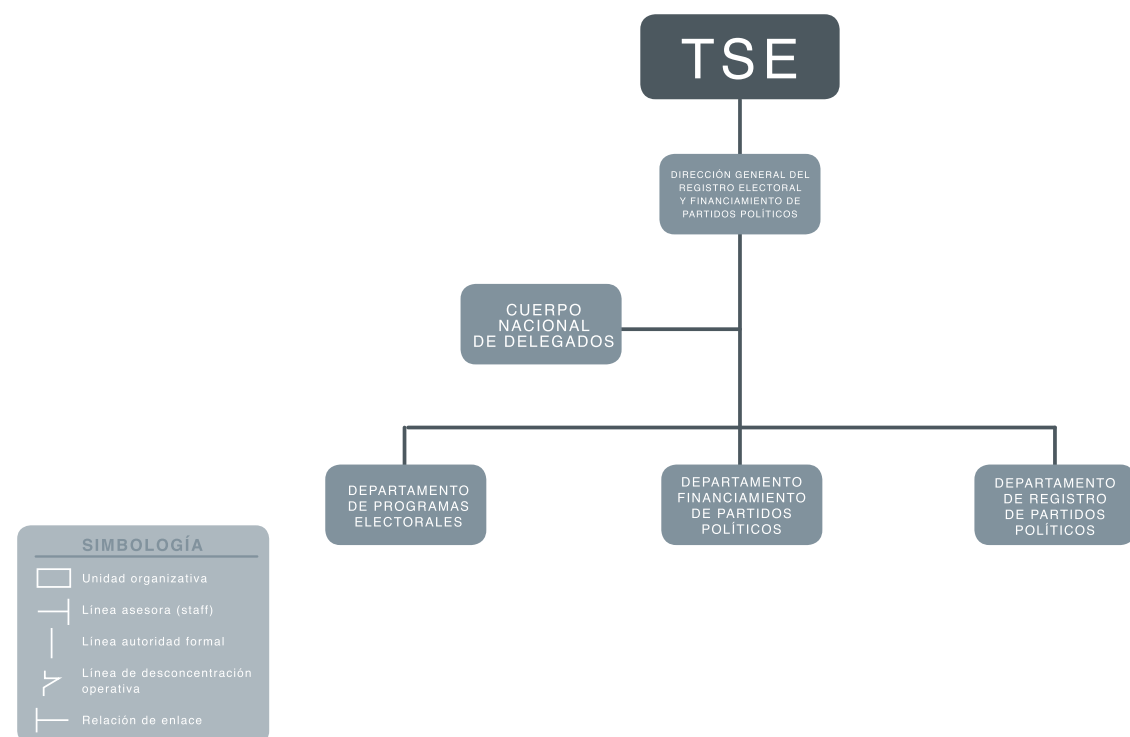 TSE
DIRECCIÓN GENERAL DEL
REGISTRO ELECTORAL
Y FINANCIAMIENTO DE
PARTIDOS POLÍTICOS
CUERPO
NACIONAL
DE DELEGADOS
DEPARTAMENTO
DE PROGRAMAS
ELECTORALES
DEPARTAMENTO
FINANCIAMIENTO
DE PARTIDOS
POLÍTICOS
DEPARTAMENTO
DE REGISTRO
DE PARTIDOS
POLÍTICOS
SIMBOLOGÍA
Unidad organizativa
Línea asesora (staff)
Línea autoridad formal
Línea de desconcentración
operativa
Relación de enlace